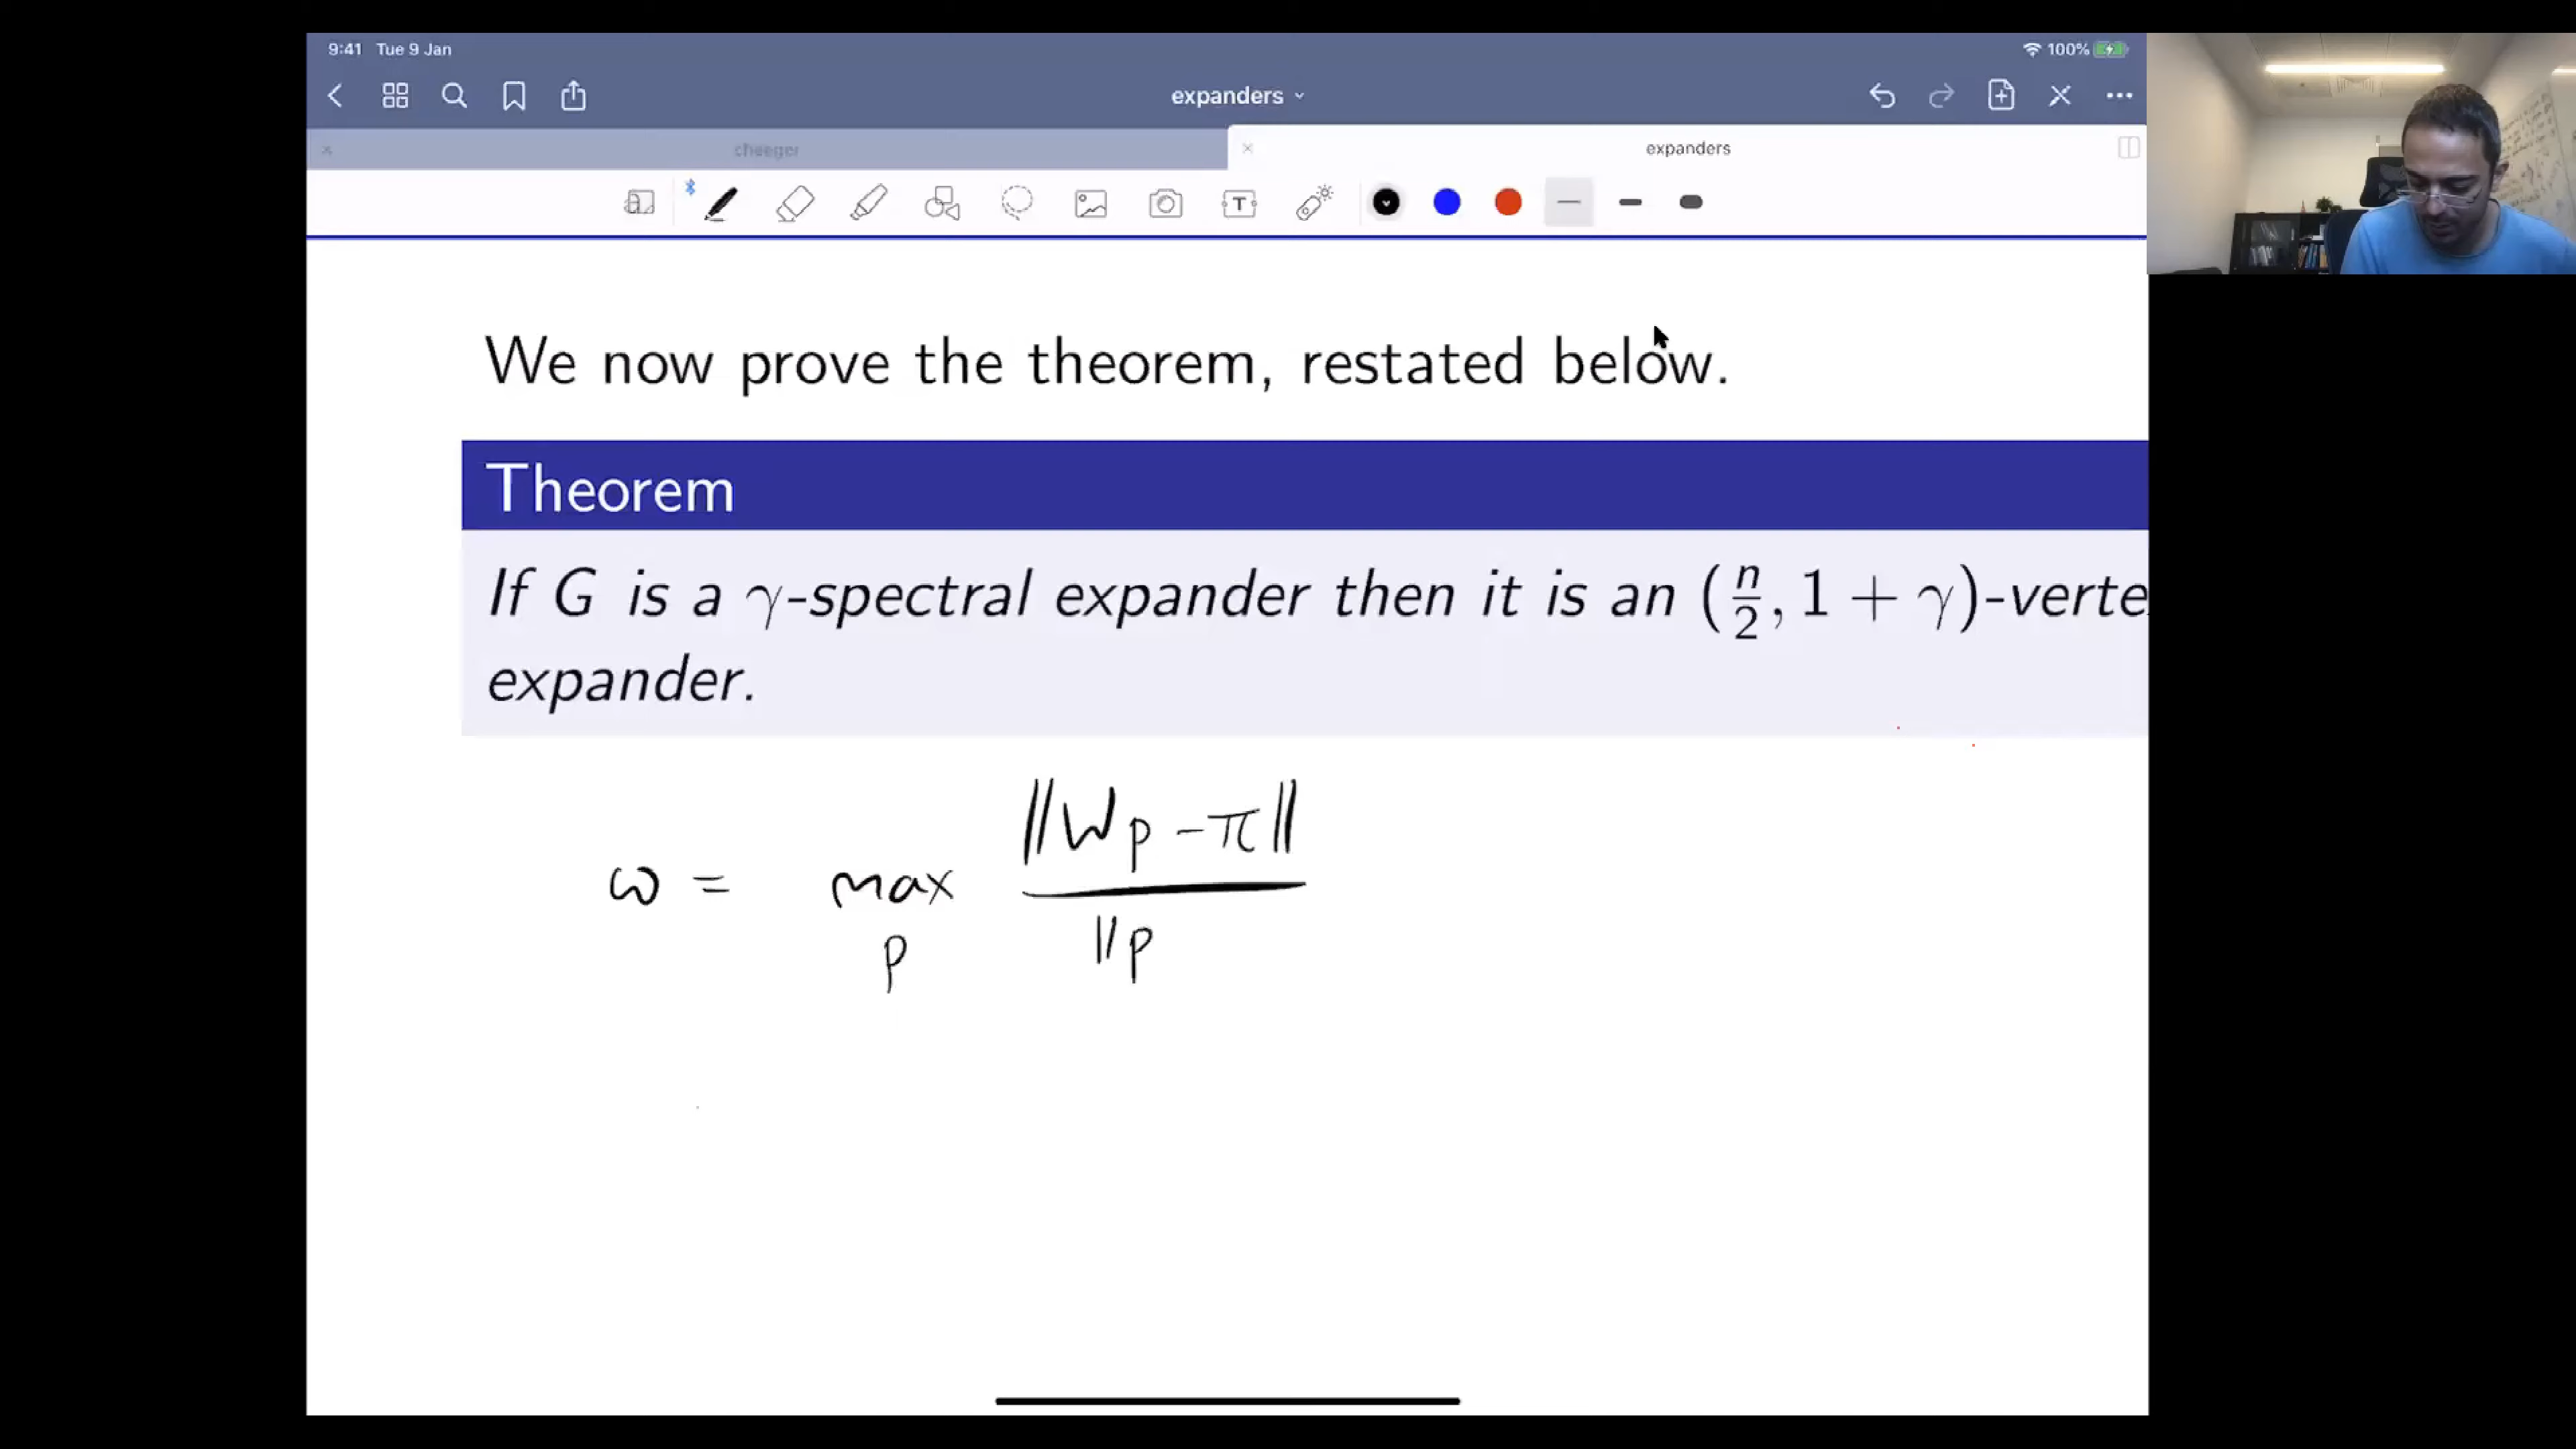 9:41 Tue 9 Jan
100%
expanders
cheeger
expanders
a
T
We now prove the theorem, restated below.
Theorem
If G is a γ-spectral expander then it is an (n/2, 1 + γ)-verte
expander.
ω = max_p ‖Wp - π‖ / ‖p